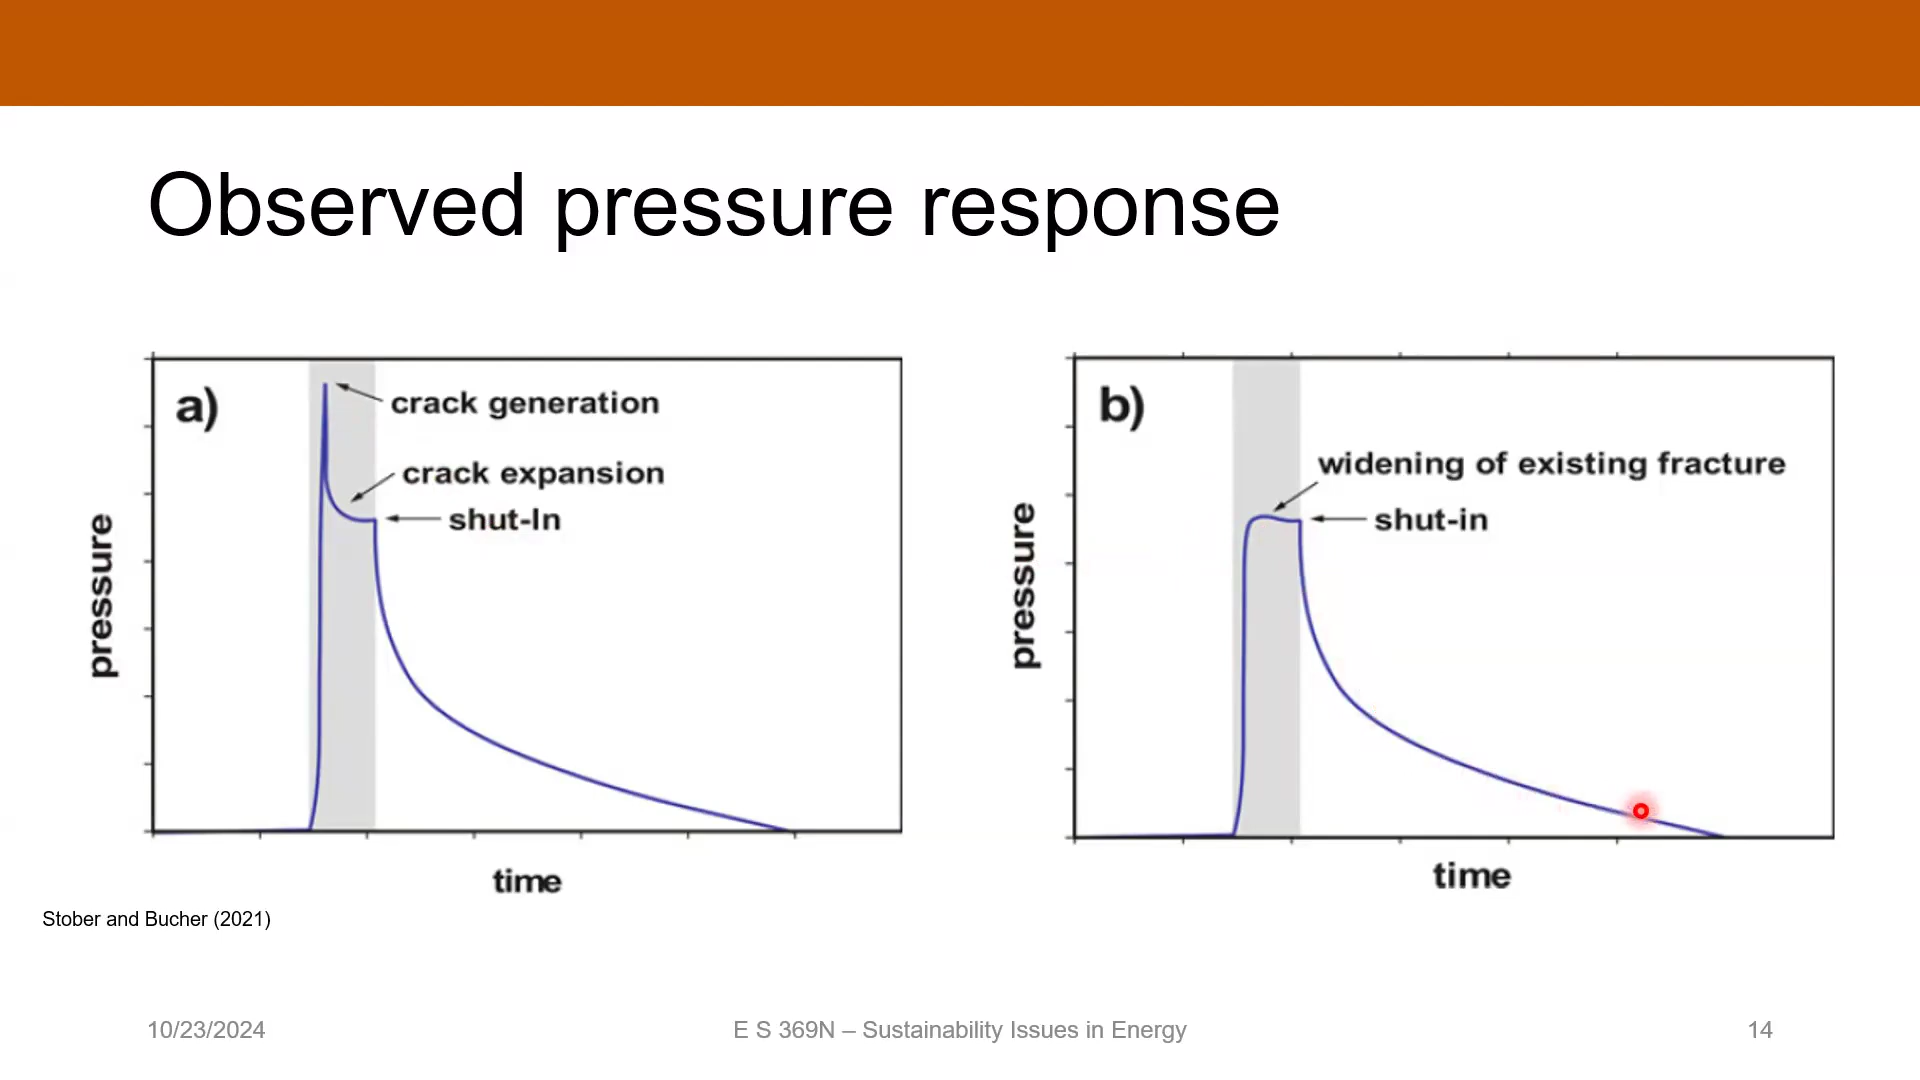 Observed pressure response
a)
crack generation
crack expansion
shut-In
pressure
time
b)
widening of existing fracture
shut-in
pressure
time
Stober and Bucher (2021)
10/23/2024
E S 369N – Sustainability Issues in Energy
14